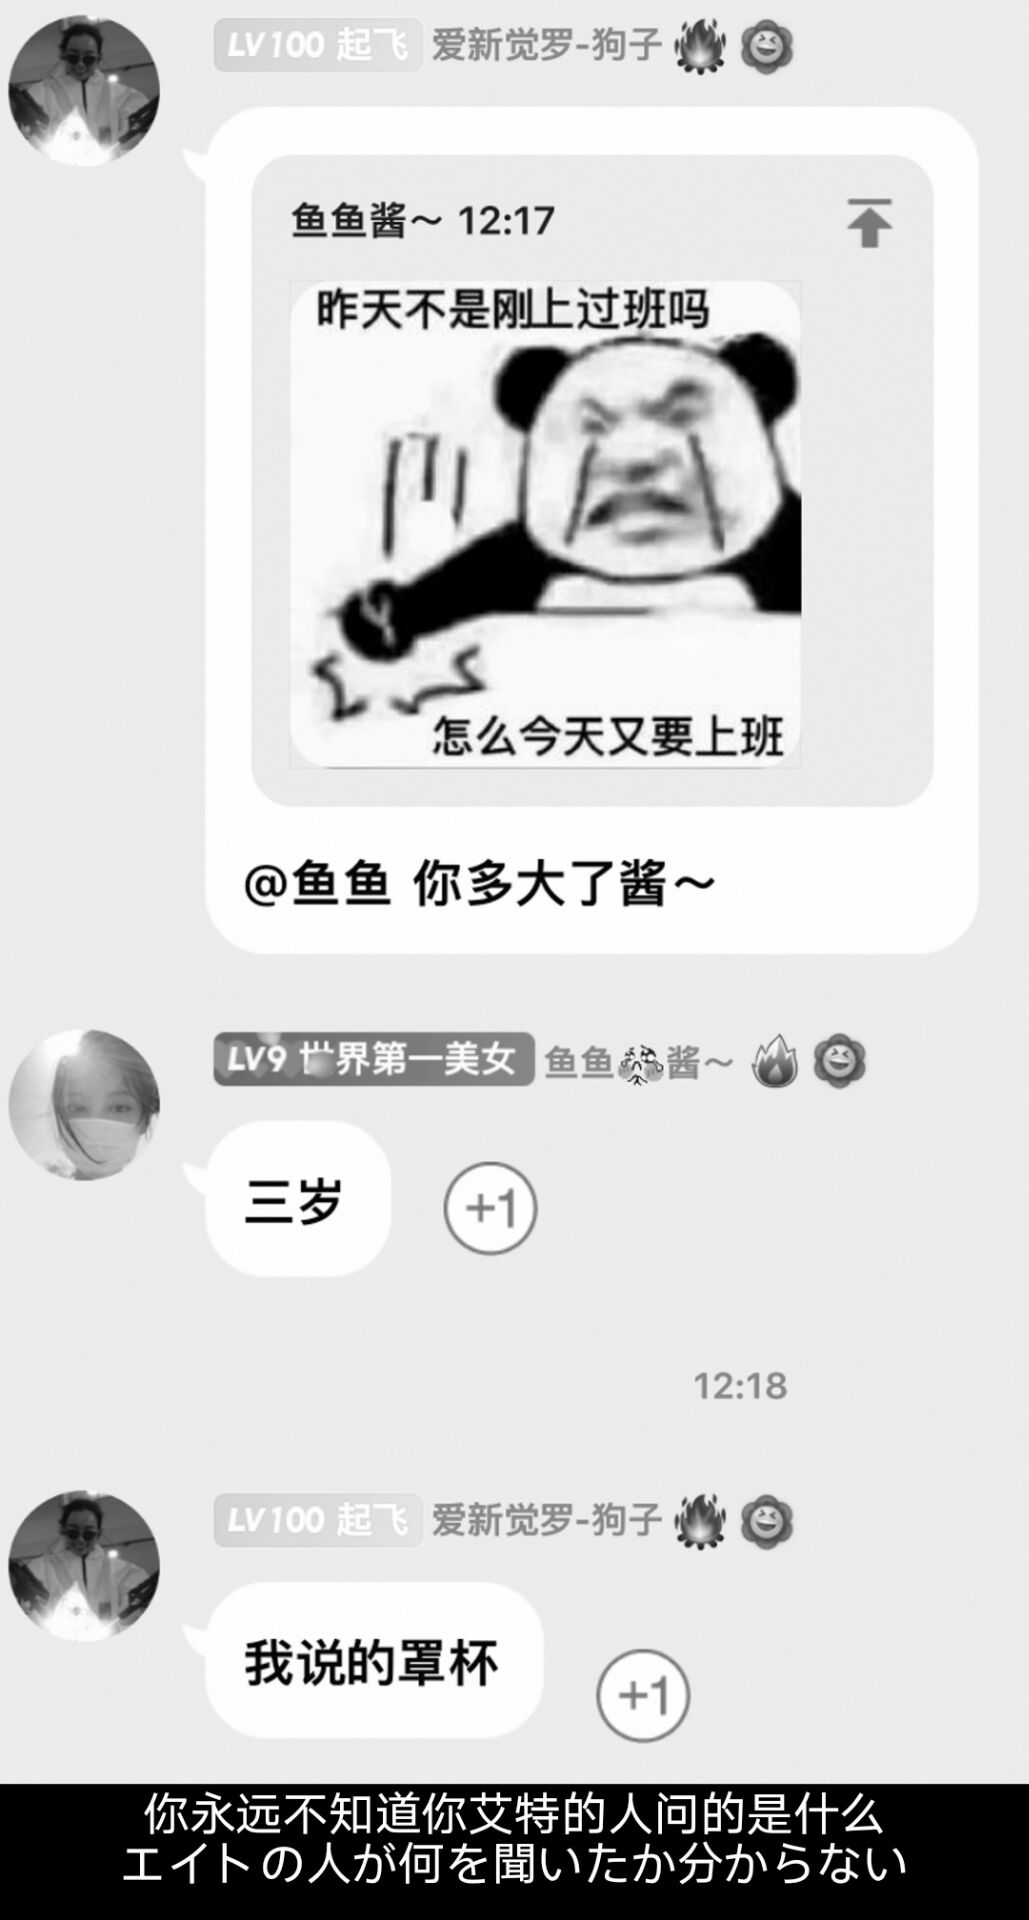 LV100 起飞 爱新觉罗-狗子
鱼鱼酱～ 12:17
昨天不是刚上过班吗
怎么今天又要上班
@鱼鱼 你多大了酱～
LV9 世界第一美女 鱼鱼酱～
三岁
+1
12:18
LV100 起飞 爱新觉罗-狗子
我说的罩杯
+1
你永远不知道你艾特的人问的是什么
エイトの人が何を聞いたか分からない